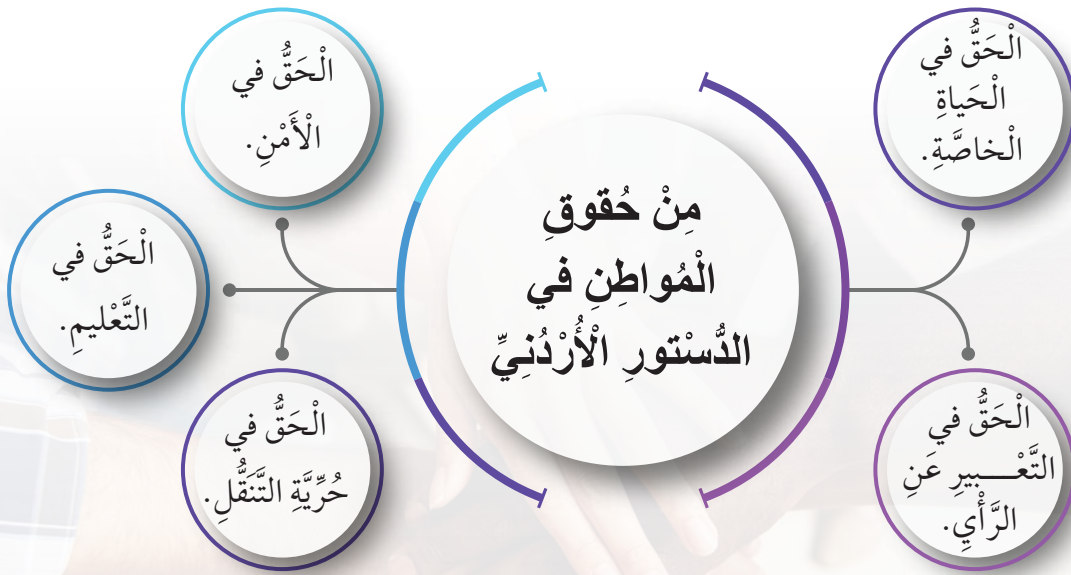 مِنْ حُقوقِ
الْمُواطِنِ في
الدُّسْتورِ الْأُرْدُنِيِّ
الْحَقُّ في
الْحَياةِ
الْخاصَّةِ.
الْحَقُّ في
التَّعْـــــبيرِ عَنِ
الرَّأْيِ.
الْحَقُّ في
الْأَمْنِ.
الْحَقُّ في
التَّعْليمِ.
الْحَقُّ في
حُرِّيَّةِ التَّنَقُّلِ.